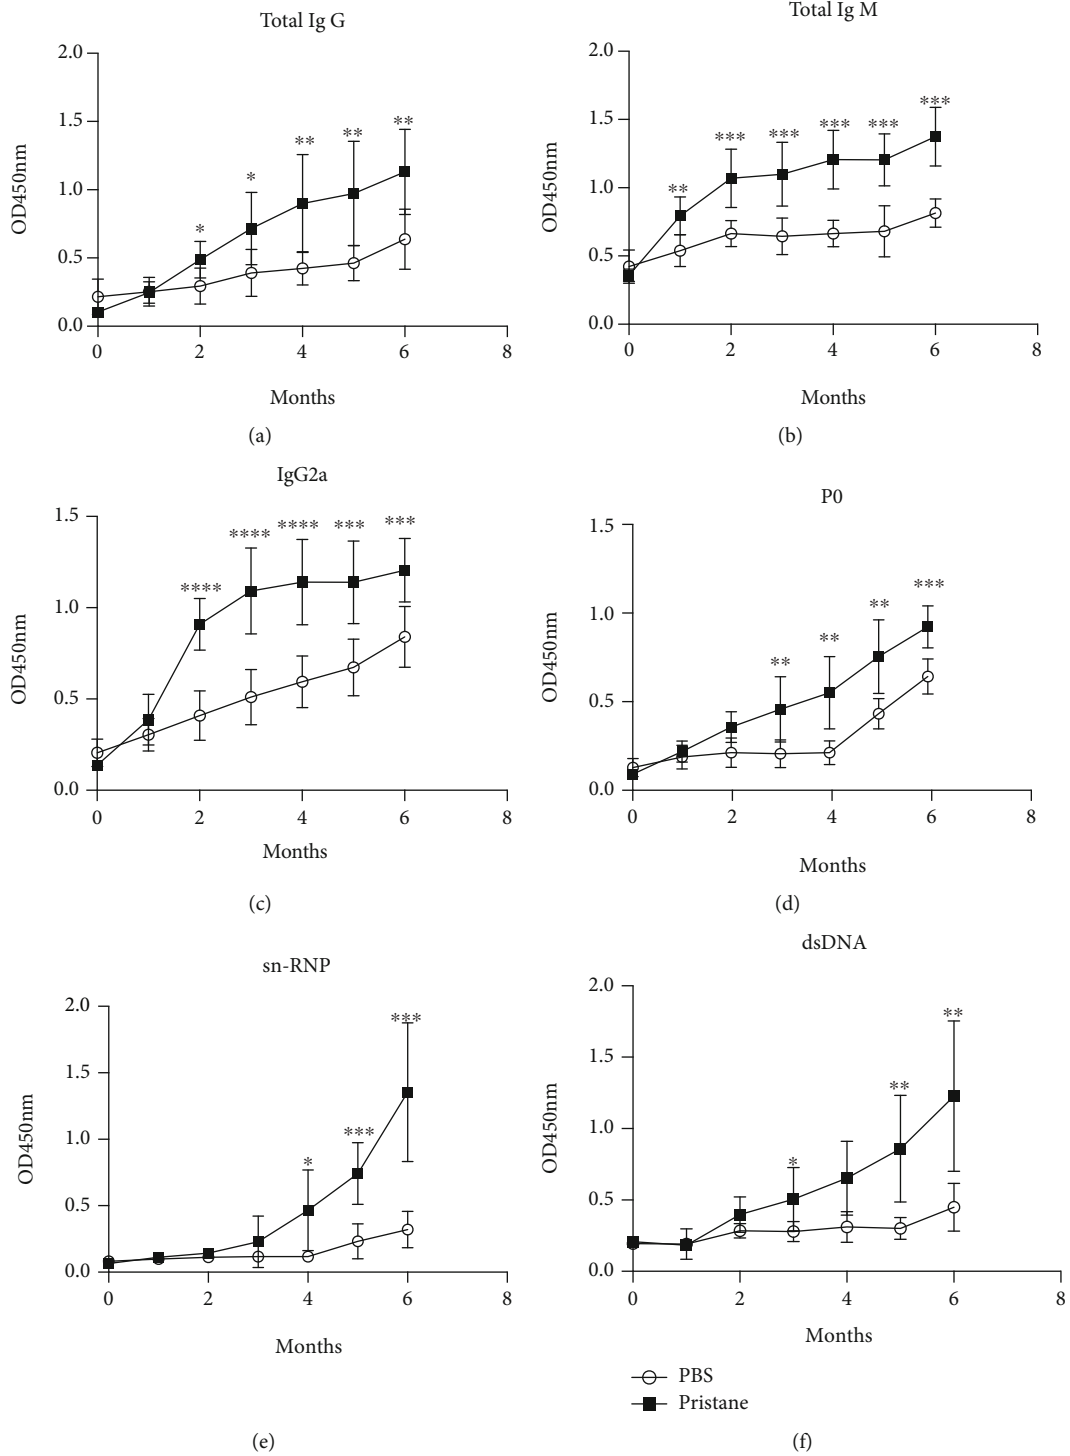 Total Ig G
2.0
1.5
1.0
0.5
0.0
OD450nm
* * ** ** **
0 2 4 6 8
Months
(a)
Total Ig M
2.0
1.5
1.0
0.5
0.0
OD450nm
** *** *** *** *** ***
0 2 4 6 8
Months
(b)
IgG2a
1.5
1.0
0.5
0.0
OD450nm
**** **** **** *** ***
0 2 4 6 8
Months
(c)
P0
1.5
1.0
0.5
0.0
OD450nm
** ** ** ***
0 2 4 6 8
Months
(d)
sn-RNP
2.0
1.5
1.0
0.5
0.0
OD450nm
* *** ***
0 2 4 6 8
Months
(e)
dsDNA
2.0
1.5
1.0
0.5
0.0
OD450nm
* ** **
0 2 4 6 8
Months
PBS
Pristane
(f)